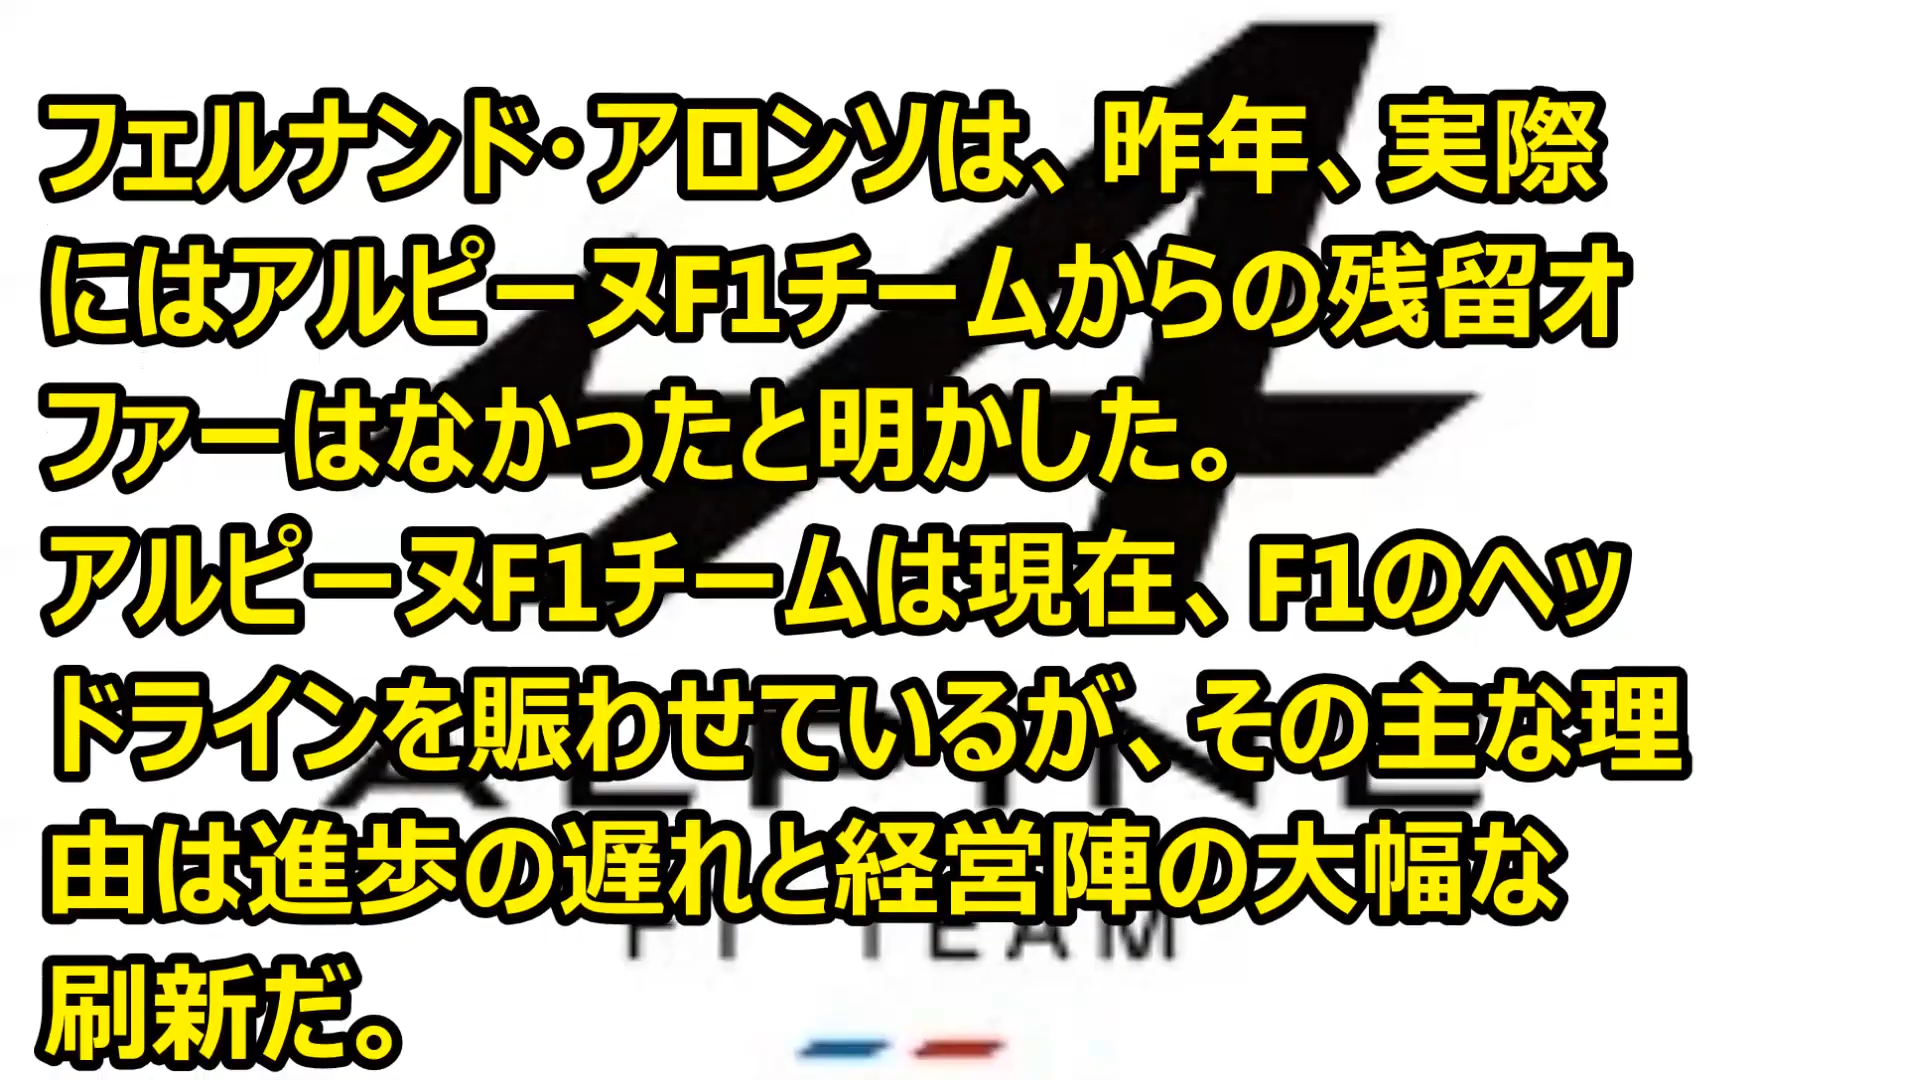 フェルナンド・アロンソは、昨年、実際
にはアルピーヌF1チームからの残留オ
ファーはなかったと明かした。
アルピーヌF1チームは現在、F1のヘッ
ドラインを賑わせているが、その主な理
ALPINE
由は進歩の遅れと経営陣の大幅な
F1 TEAM
刷新だ。